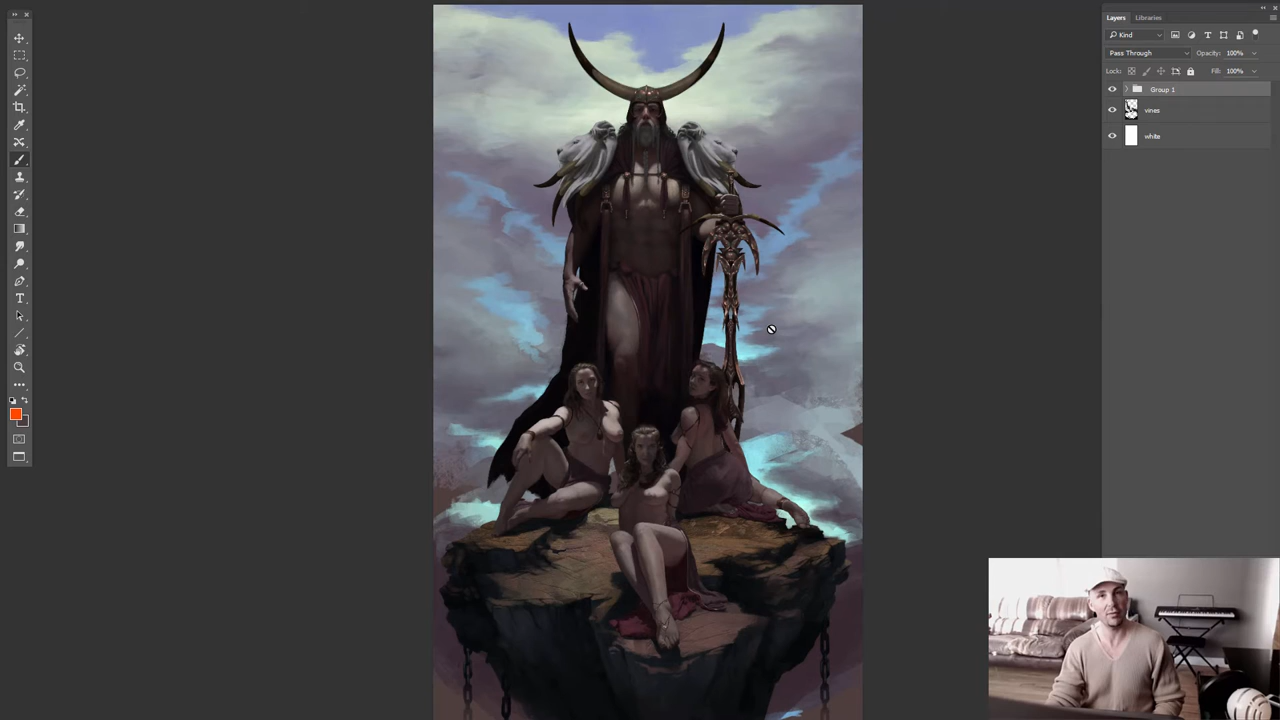 Layers Libraries
Kind
Pass Through Opacity: 100%
Lock: Fill: 100%
Group 1
vines
white